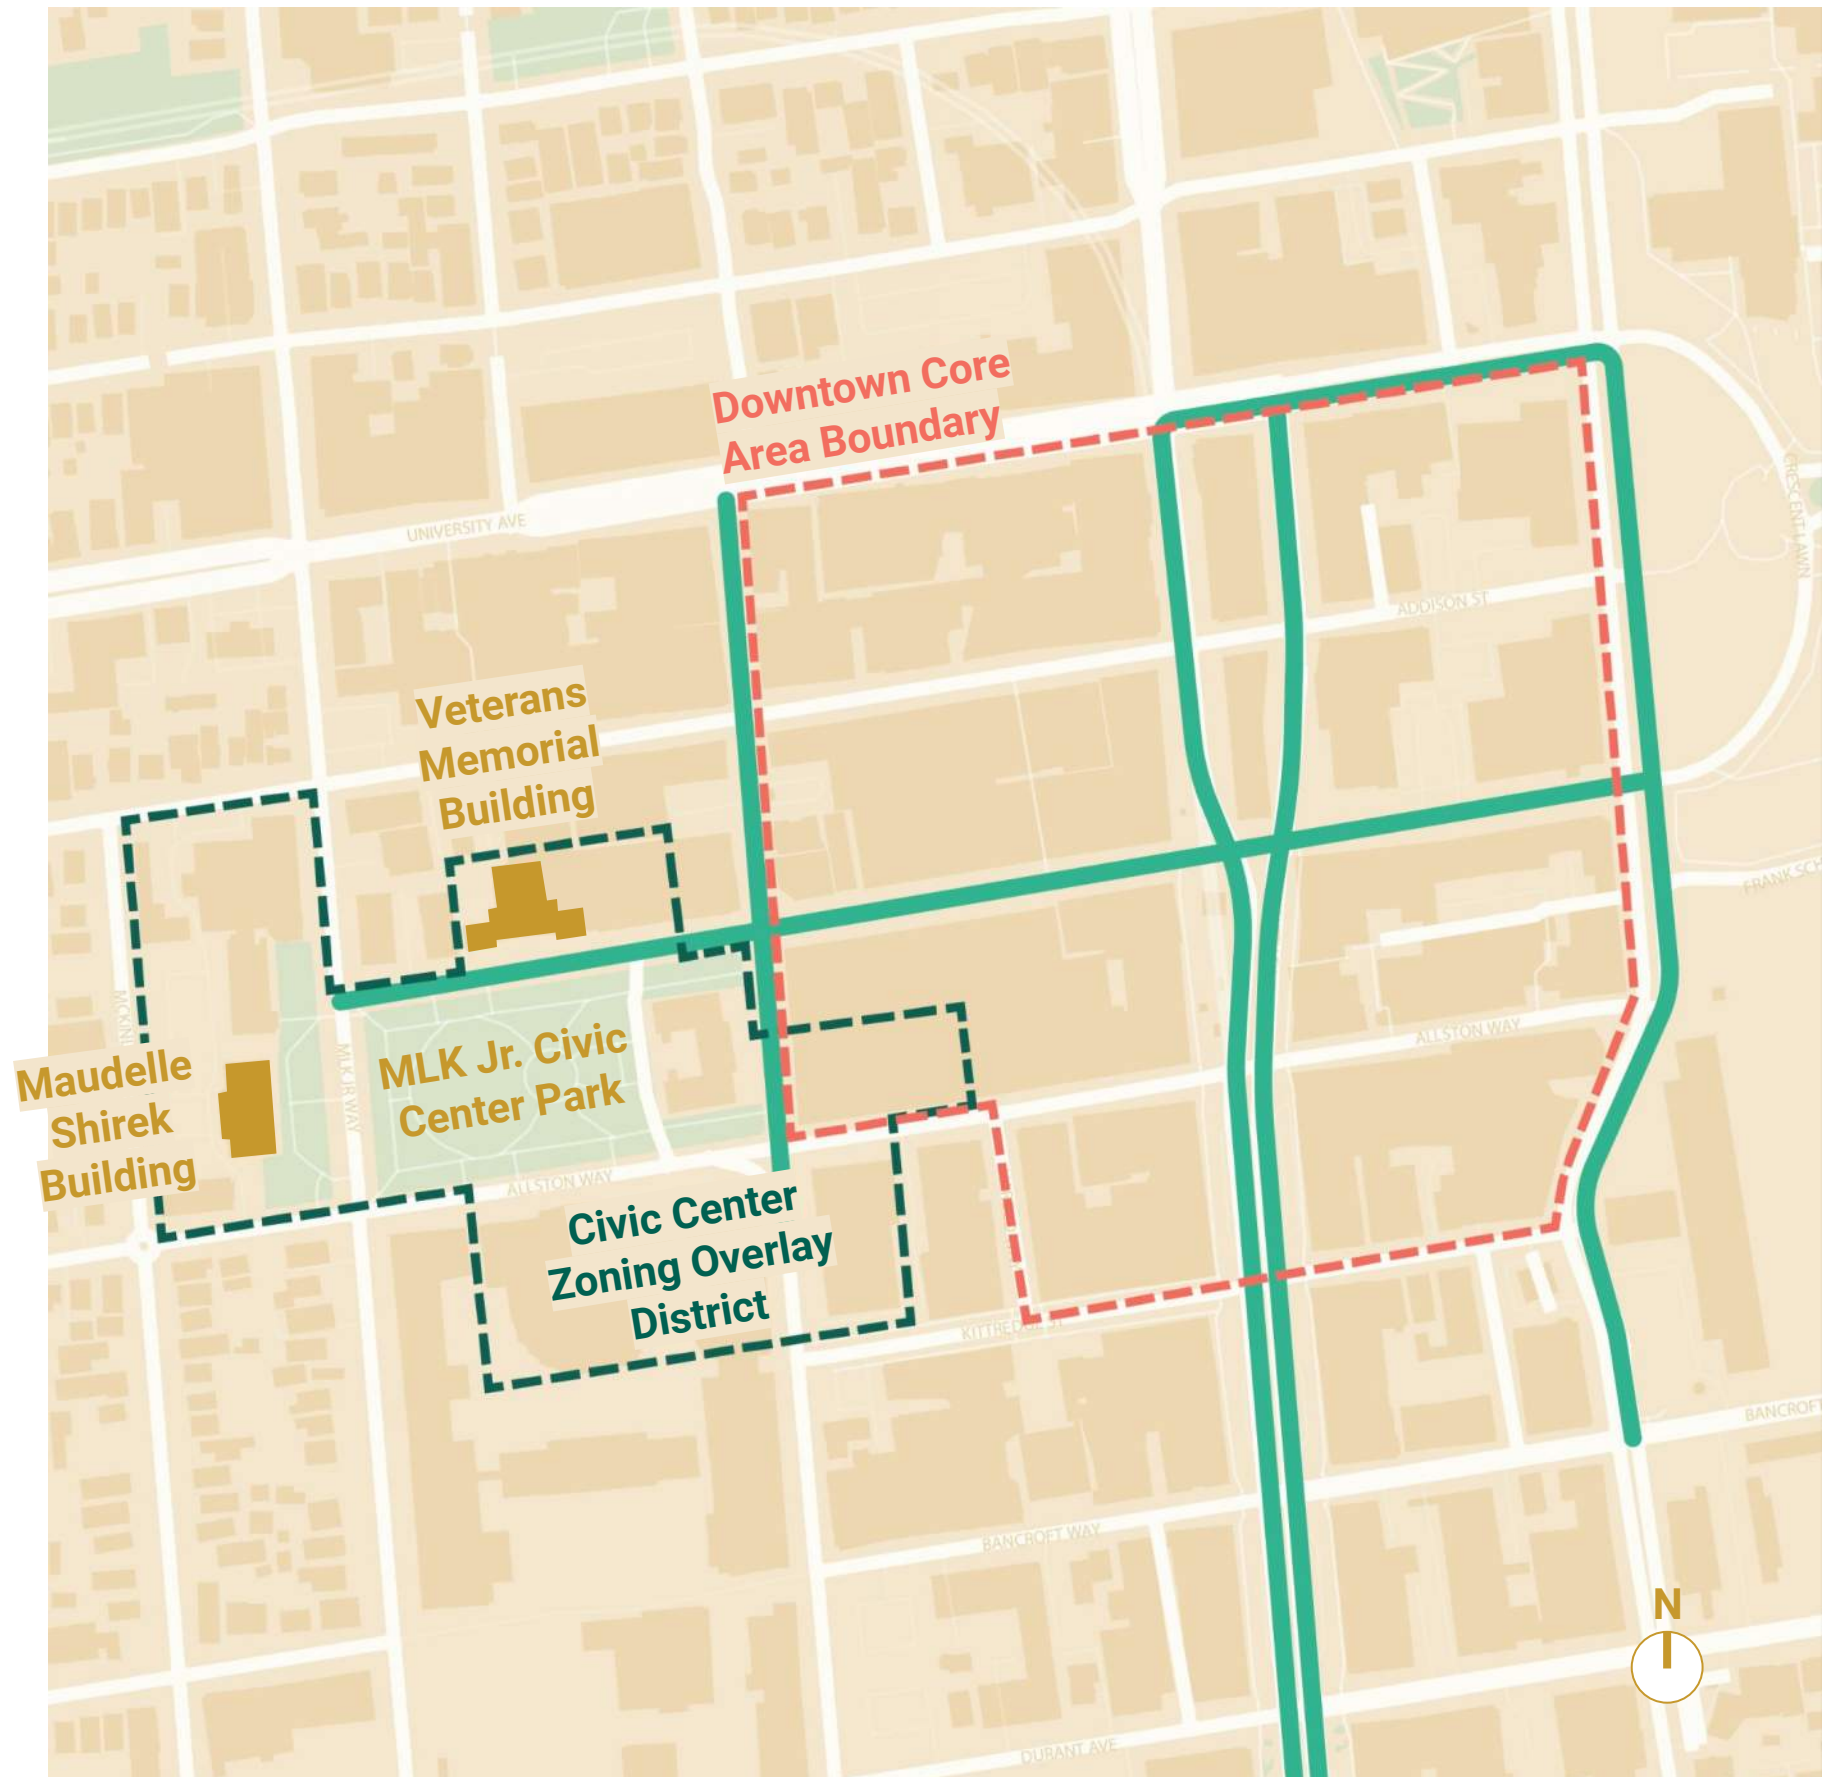 Downtown Core
Area Boundary
UNIVERSITY AVE
CRESCENT LAWN
ADDISON ST
Veterans
Memorial
Building
FRANK SCH
MLK JR WAY
ALLSTON WAY
MLK Jr. Civic
Center Park
Maudelle
Shirek
Building
ALLSTON WAY
Civic Center
Zoning Overlay
District
BANCROFT
BANCROFT WAY
N
DURANT AVE